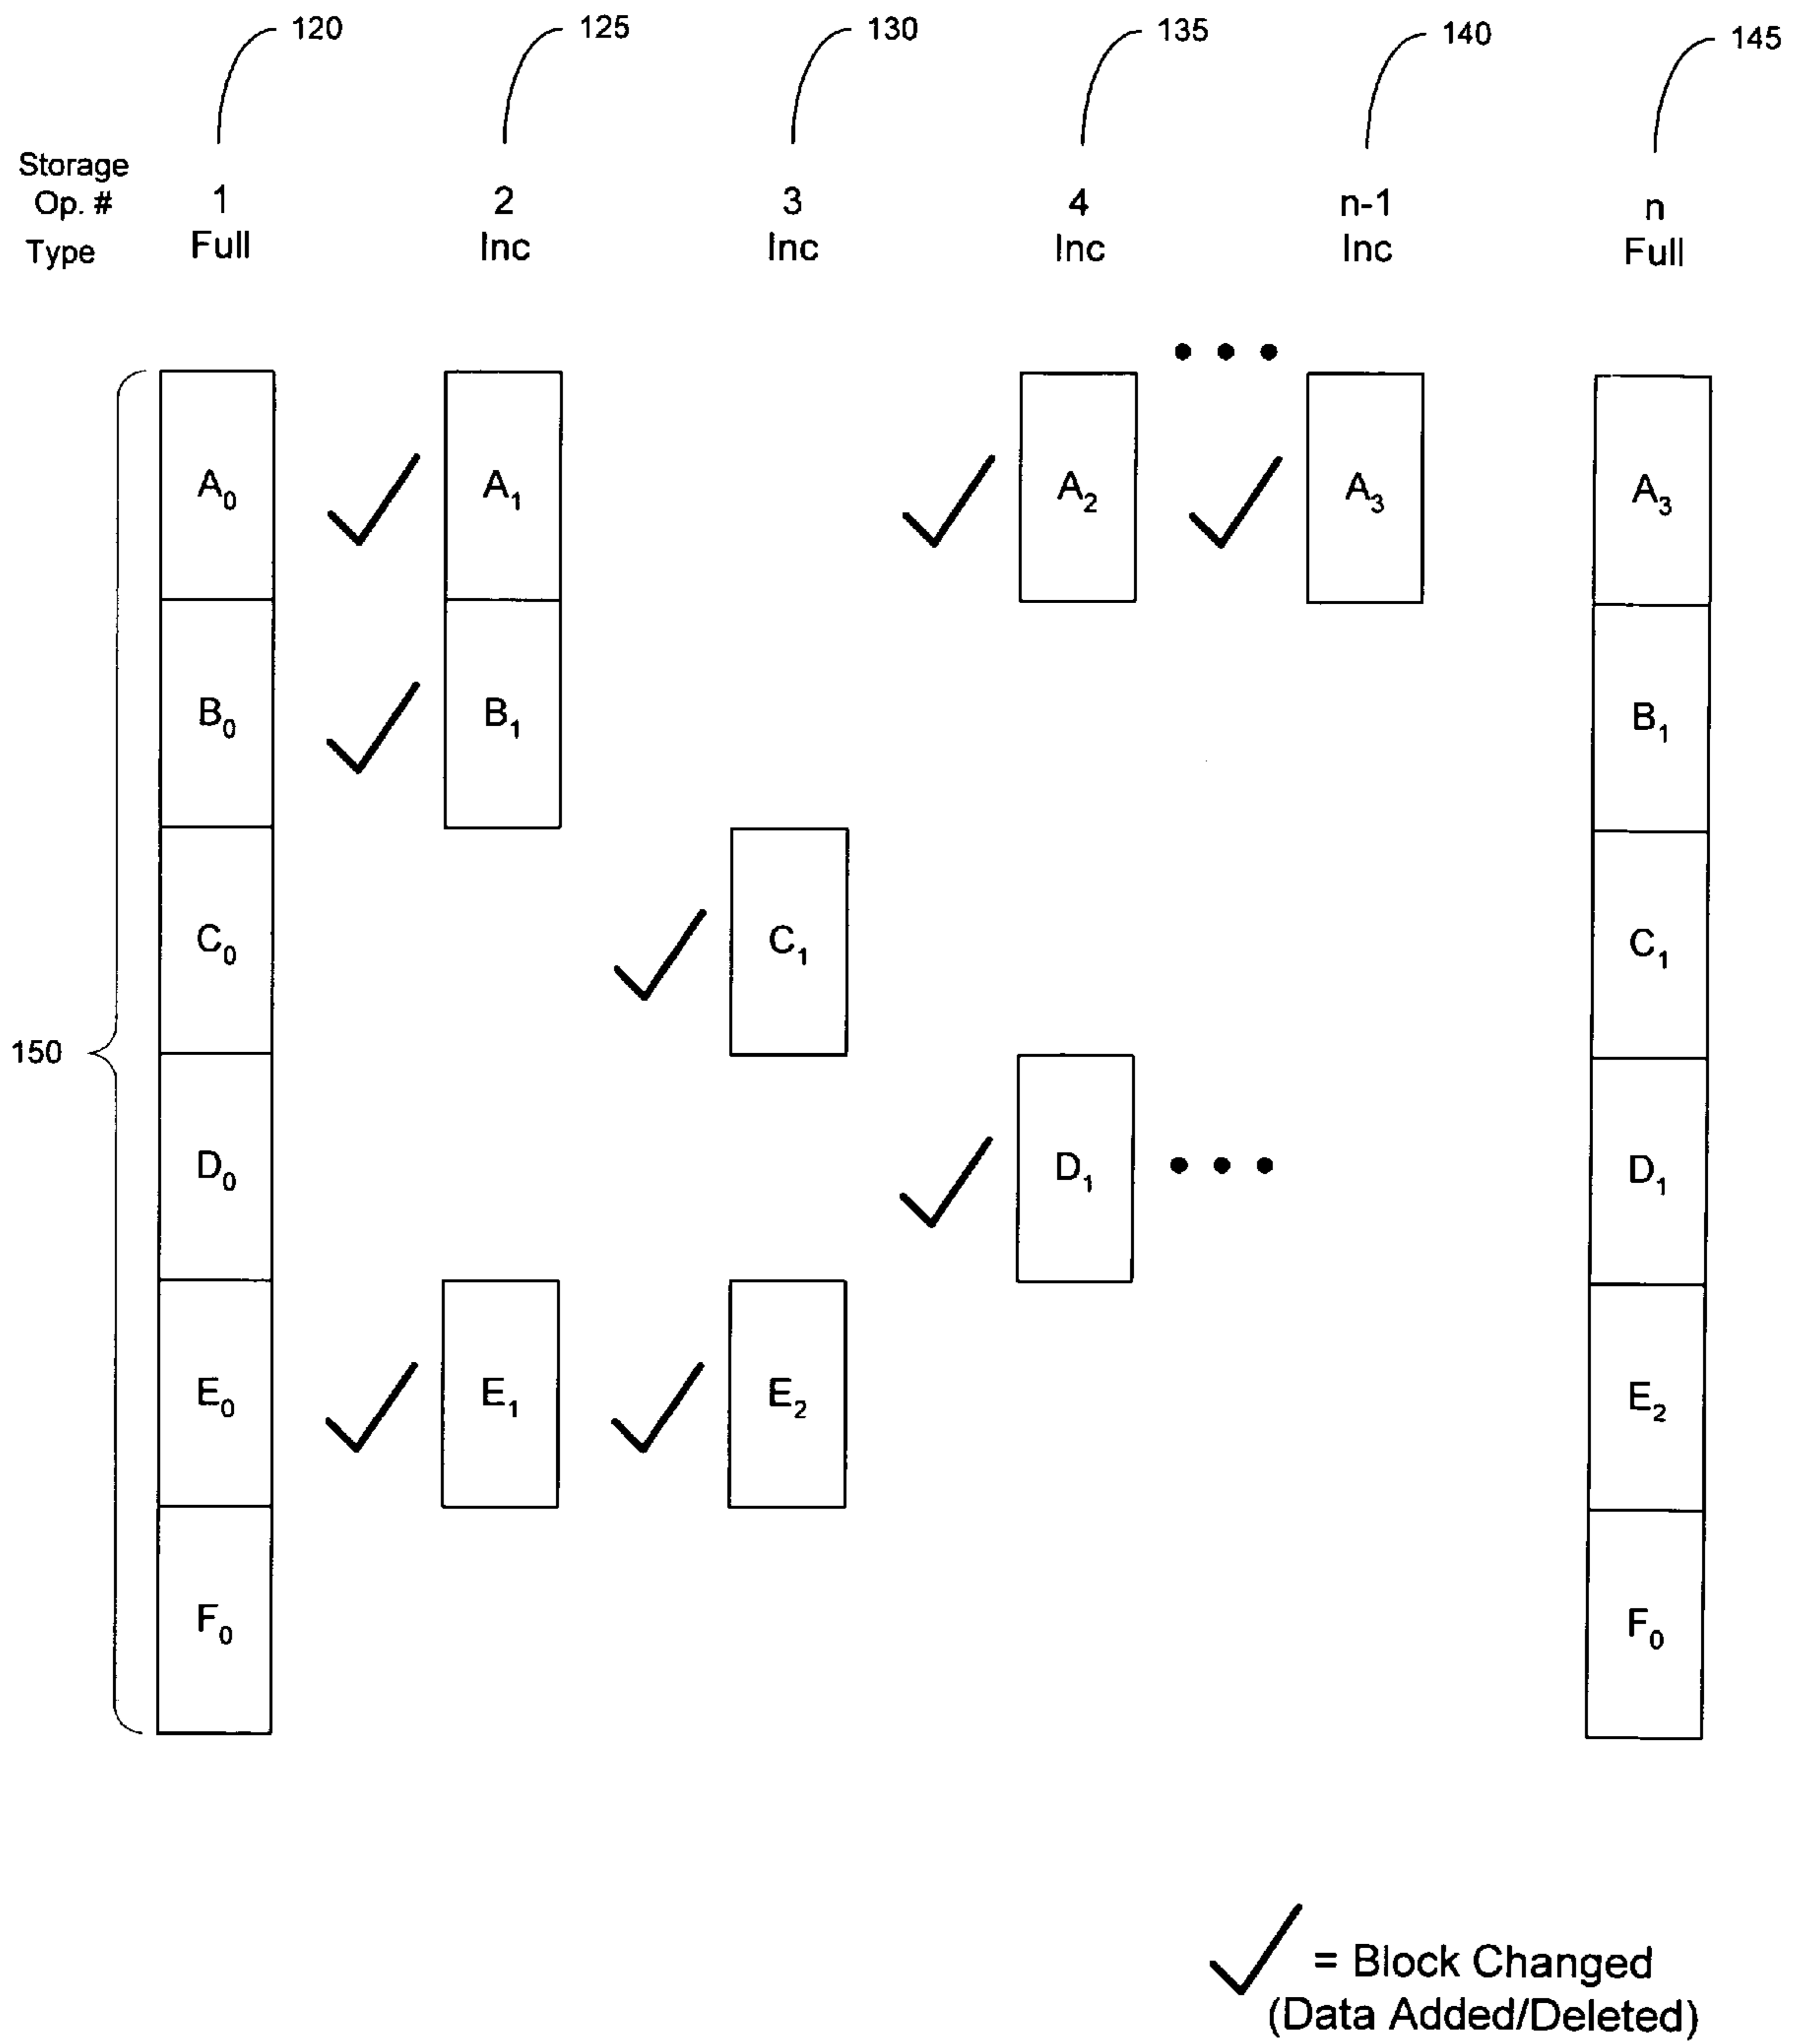 120 125 130 135 140 145
Storage
Op. # 1 2 3 4 n-1 n
Type Full Inc Inc Inc Inc Full
A0 A1 A2 A3 A3
B0 B1 B1
C0 C1 C1
150
D0 D1 D1
E0 E1 E2 E2
F0 F0
= Block Changed
(Data Added/Deleted)